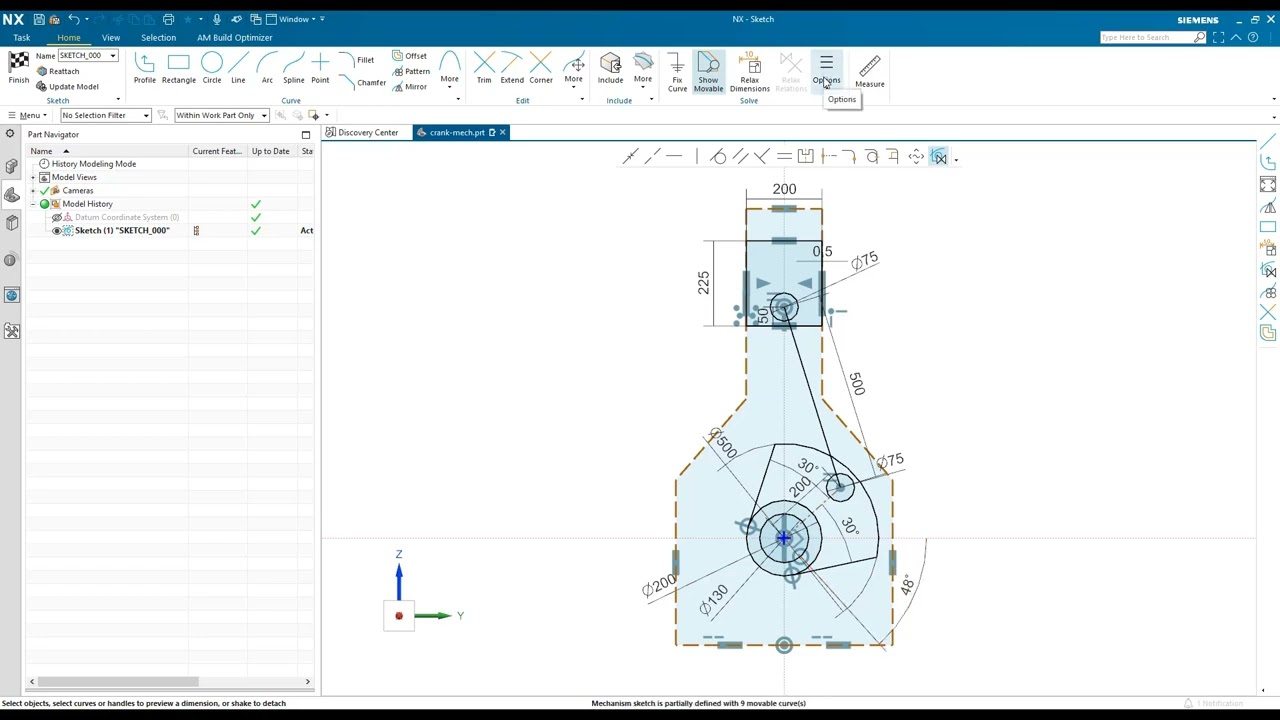 NX
Window
NX - Sketch
SIEMENS
Task
Home
View
Selection
AM Build Optimizer
Type Here to Search
Finish
Name
SKETCH_000
Reattach
Update Model
Sketch
Profile
Rectangle
Circle
Line
Arc
Spline
Point
Fillet
Chamfer
Offset
Pattern
Mirror
More
Curve
Trim
Extend
Corner
More
Edit
Include
More
Include
Fix Curve
Show Movable
Relax Dimensions
Relax Relations
Options
Solve
Measure
Options
Menu
No Selection Filter
Within Work Part Only
Part Navigator
Discovery Center
crank-mech.prt
Name
Current Feat...
Up to Date
Sta
History Modeling Mode
Model Views
Cameras
Model History
Datum Coordinate System (0)
Sketch (1) "SKETCH_000"
Act
200
0,5
∅75
225
50
500
∅500
30°
∅75
200
30°
∅200
∅130
48°
Z
Y
Select objects, select curves or handles to preview a dimension, or shake to detach
Mechanism sketch is partially defined with 9 movable curve(s)
1 Notification